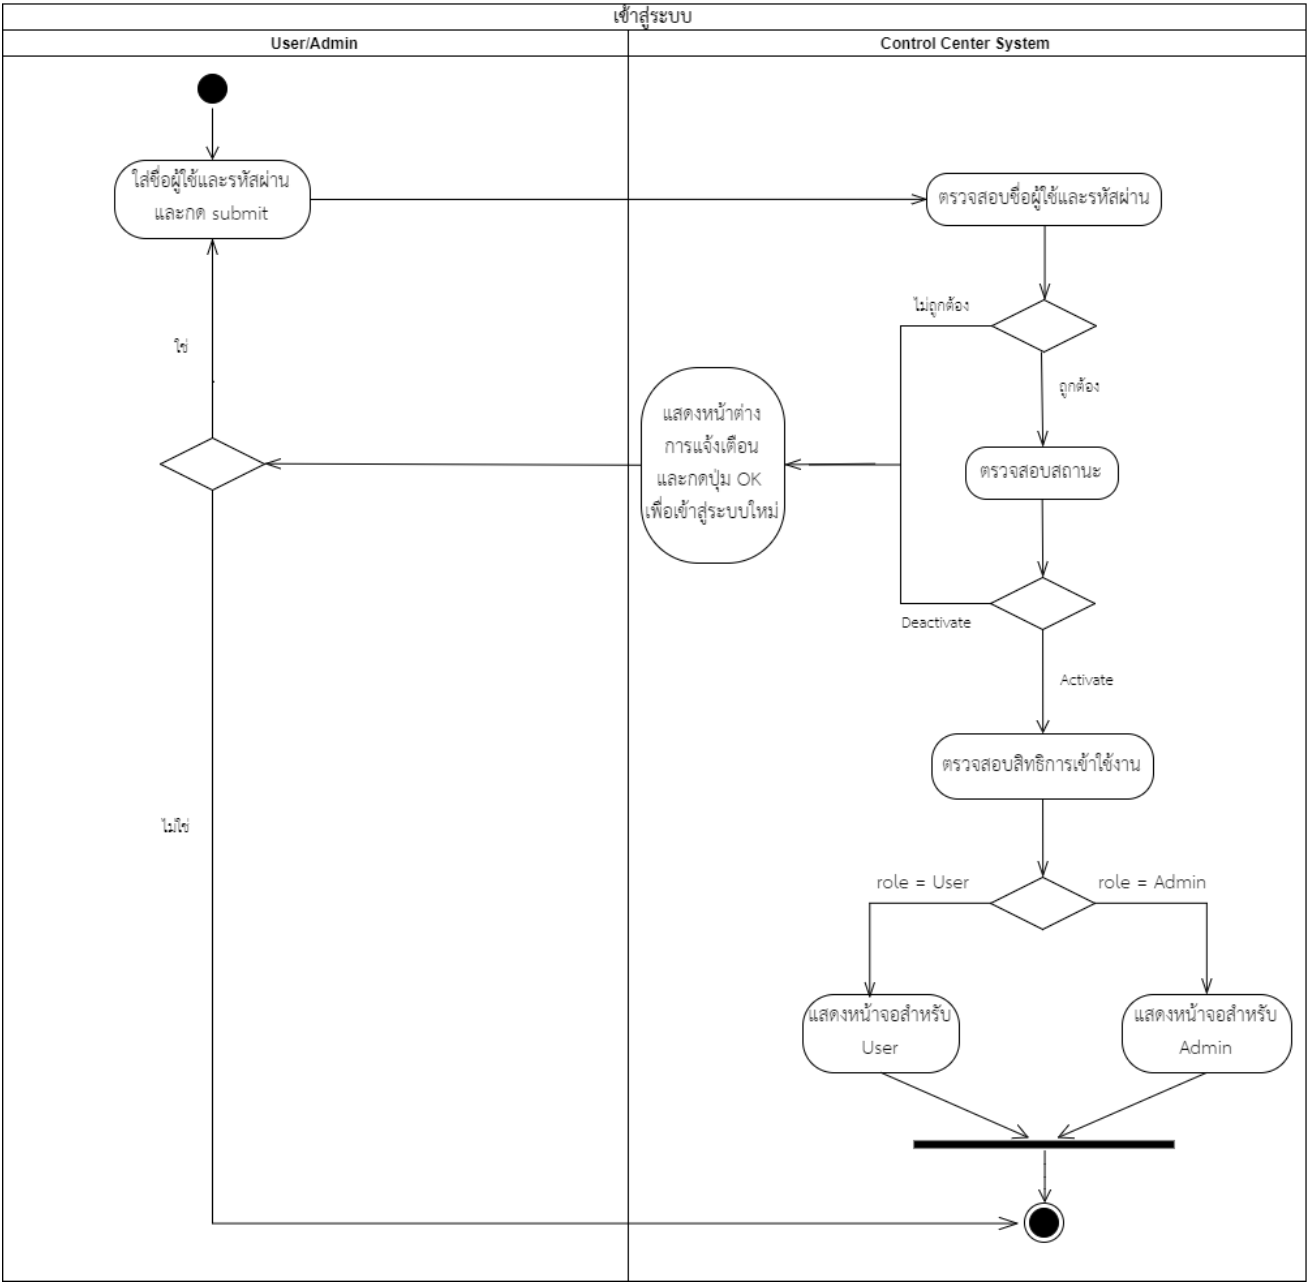 เข้าสู่ระบบ
User/Admin
Control Center System
ใส่ชื่อผู้ใช้และรหัสผ่าน
และกด submit
ตรวจสอบชื่อผู้ใช้และรหัสผ่าน
ไม่ถูกต้อง
ใช่
ถูกต้อง
แสดงหน้าต่าง
การแจ้งเตือน
และกดปุ่ม OK
เพื่อเข้าสู่ระบบใหม่
ตรวจสอบสถานะ
Deactivate
Activate
ตรวจสอบสิทธิการเข้าใช้งาน
ไม่ใช่
role = User
role = Admin
แสดงหน้าจอสำหรับ
User
แสดงหน้าจอสำหรับ
Admin